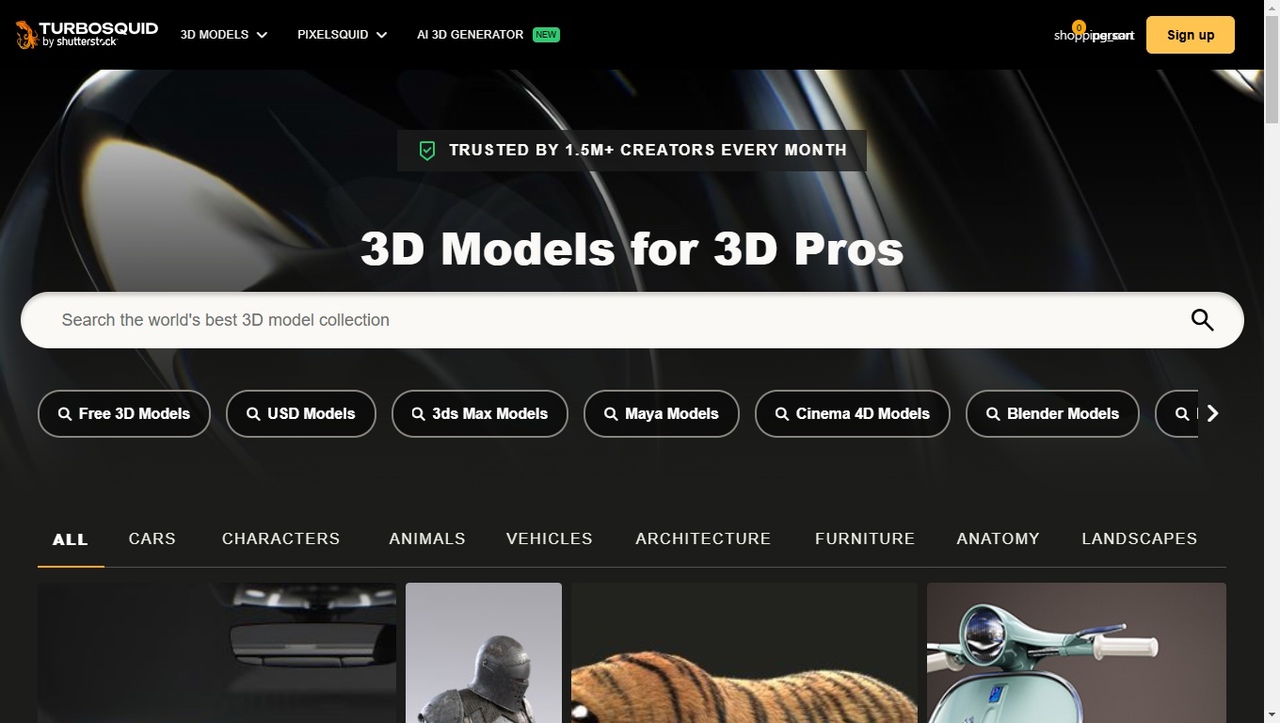 TURBOSQUID
by shutterstock
3D MODELS
PIXELSQUID
AI 3D GENERATOR NEW
0
Sign up
TRUSTED BY 1.5M+ CREATORS EVERY MONTH
3D Models for 3D Pros
Search the world's best 3D model collection
Free 3D Models
USD Models
3ds Max Models
Maya Models
Cinema 4D Models
Blender Models
ALL
CARS
CHARACTERS
ANIMALS
VEHICLES
ARCHITECTURE
FURNITURE
ANATOMY
LANDSCAPES